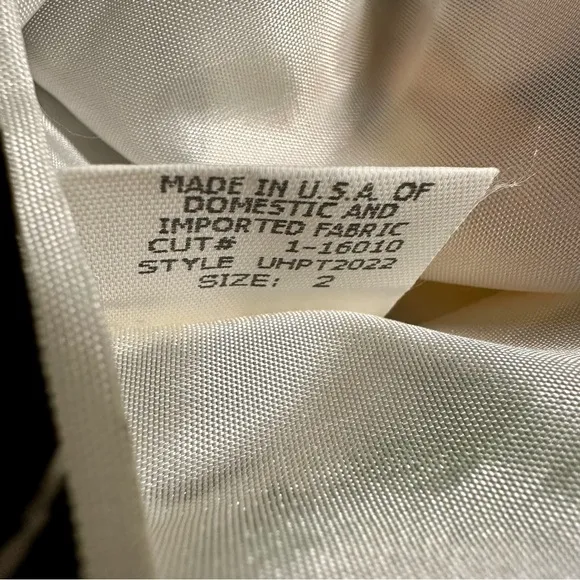 MADE IN U.S.A. OF
DOMESTIC AND
IMPORTED FABRIC
CUT# 1-16010
STYLE UHPT2022
SIZE: 2